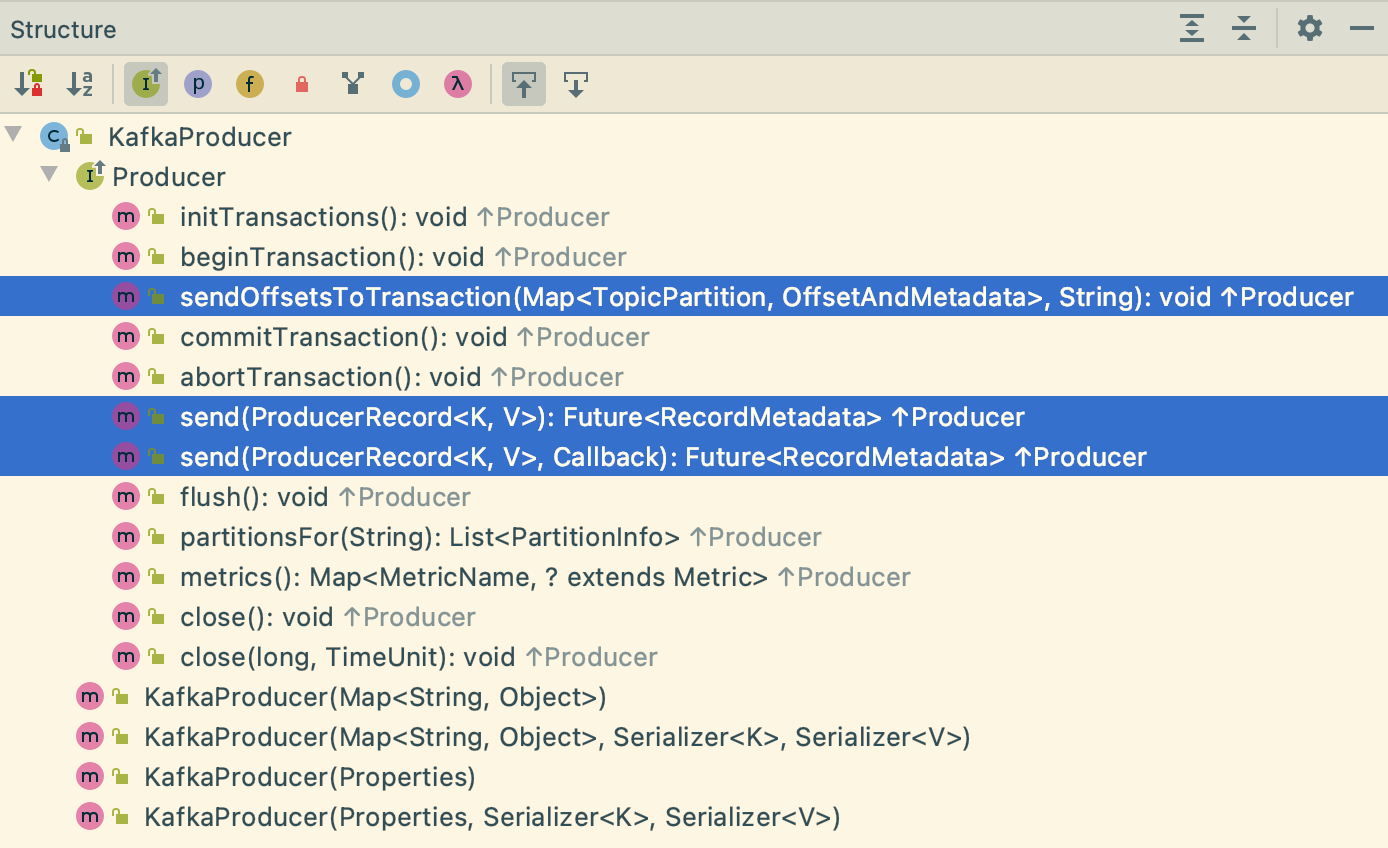 Structure
KafkaProducer
Producer
initTransactions(): void ↑Producer
beginTransaction(): void ↑Producer
sendOffsetsToTransaction(Map<TopicPartition, OffsetAndMetadata>, String): void ↑Producer
commitTransaction(): void ↑Producer
abortTransaction(): void ↑Producer
send(ProducerRecord<K, V>): Future<RecordMetadata> ↑Producer
send(ProducerRecord<K, V>, Callback): Future<RecordMetadata> ↑Producer
flush(): void ↑Producer
partitionsFor(String): List<PartitionInfo> ↑Producer
metrics(): Map<MetricName, ? extends Metric> ↑Producer
close(): void ↑Producer
close(long, TimeUnit): void ↑Producer
KafkaProducer(Map<String, Object>)
KafkaProducer(Map<String, Object>, Serializer<K>, Serializer<V>)
KafkaProducer(Properties)
KafkaProducer(Properties, Serializer<K>, Serializer<V>)